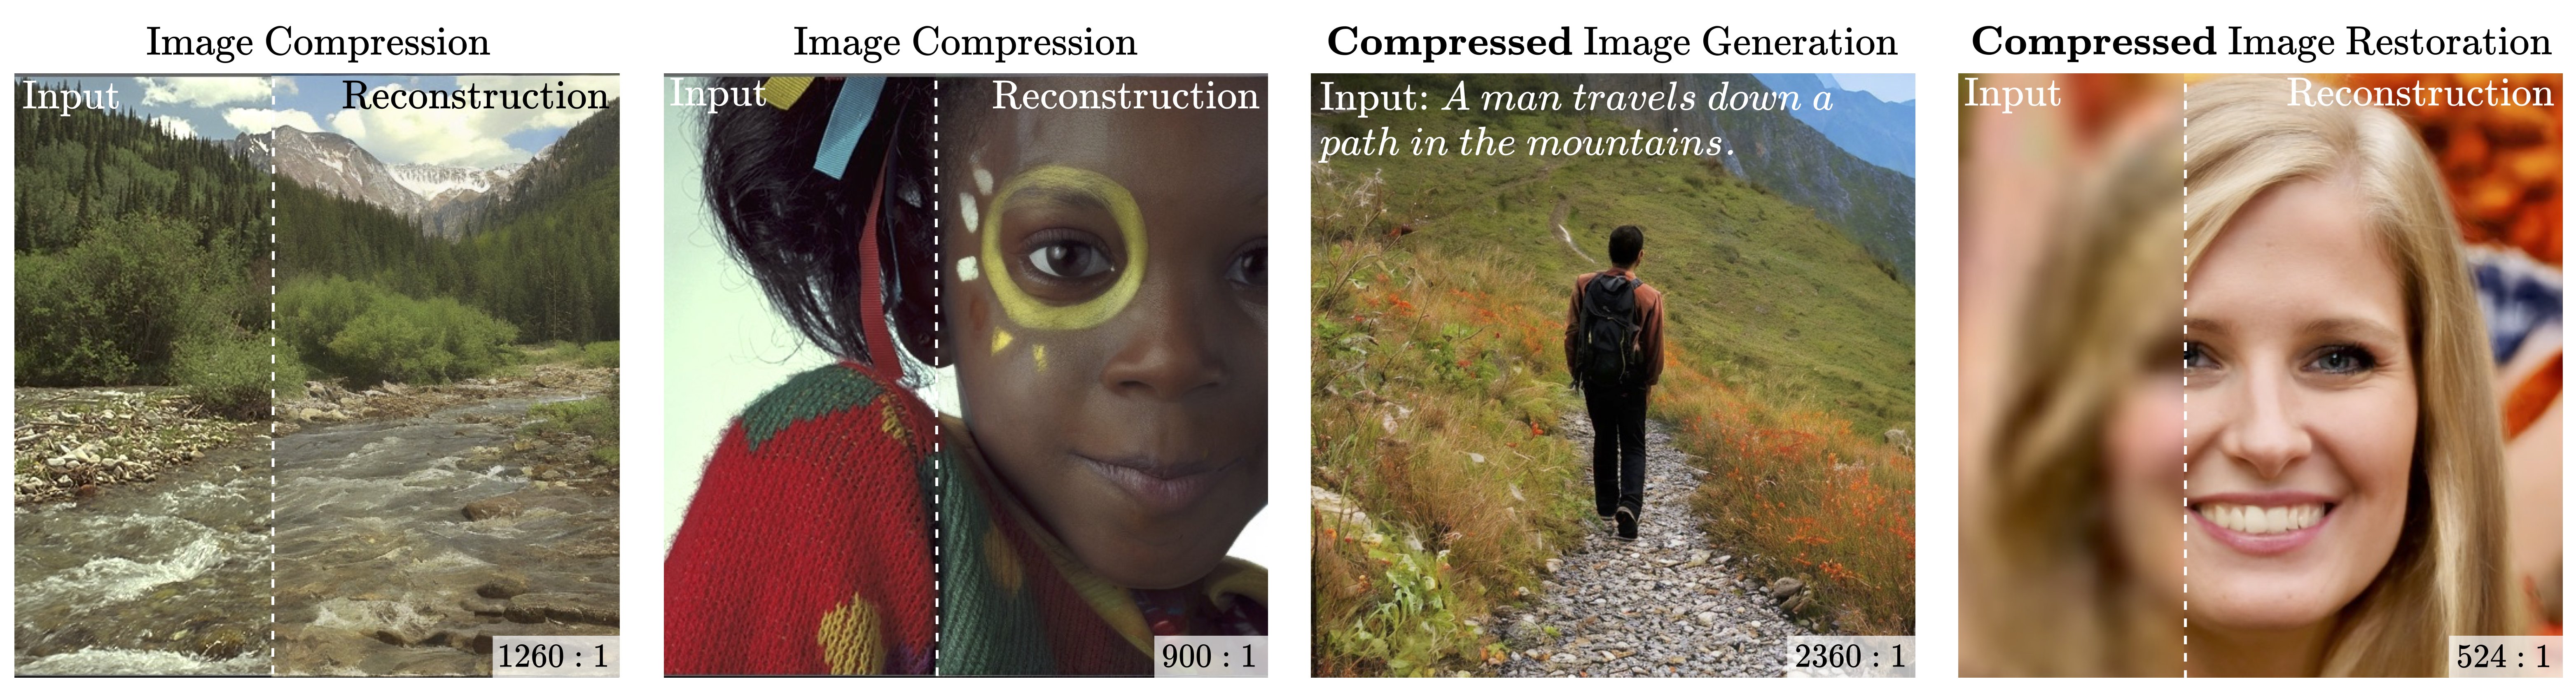 Image Compression
Input
Reconstruction
1260 : 1
Image Compression
Input
Reconstruction
900 : 1
Compressed Image Generation
Input: A man travels down a
path in the mountains.
2360 : 1
Compressed Image Restoration
Input
Reconstruction
524 : 1